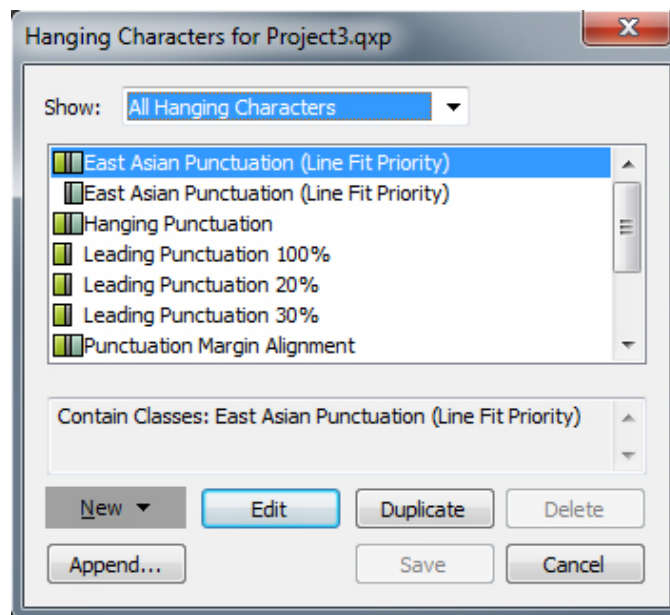 Hanging Characters for Project3.qxp
Show: All Hanging Characters
East Asian Punctuation (Line Fit Priority)
East Asian Punctuation (Line Fit Priority)
Hanging Punctuation
Leading Punctuation 100%
Leading Punctuation 20%
Leading Punctuation 30%
Punctuation Margin Alignment
Contain Classes: East Asian Punctuation (Line Fit Priority)
New Edit Duplicate Delete
Append... Save Cancel